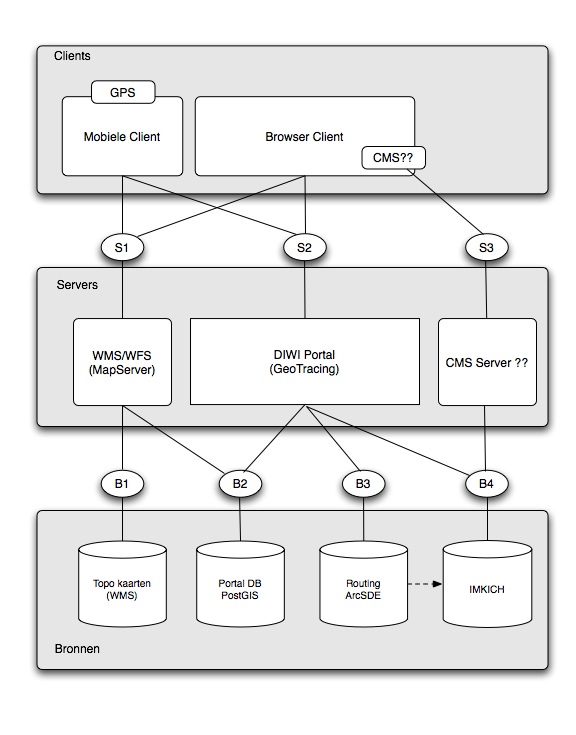 Clients
GPS
Mobiele Client
Browser Client
CMS??
S1
S2
S3
Servers
WMS/WFS
(MapServer)
DIWI Portal
(GeoTracing)
CMS Server ??
B1
B2
B3
B4
Topo kaarten
(WMS)
Portal DB
PostGIS
Routing
ArcSDE
IMKICH
Bronnen